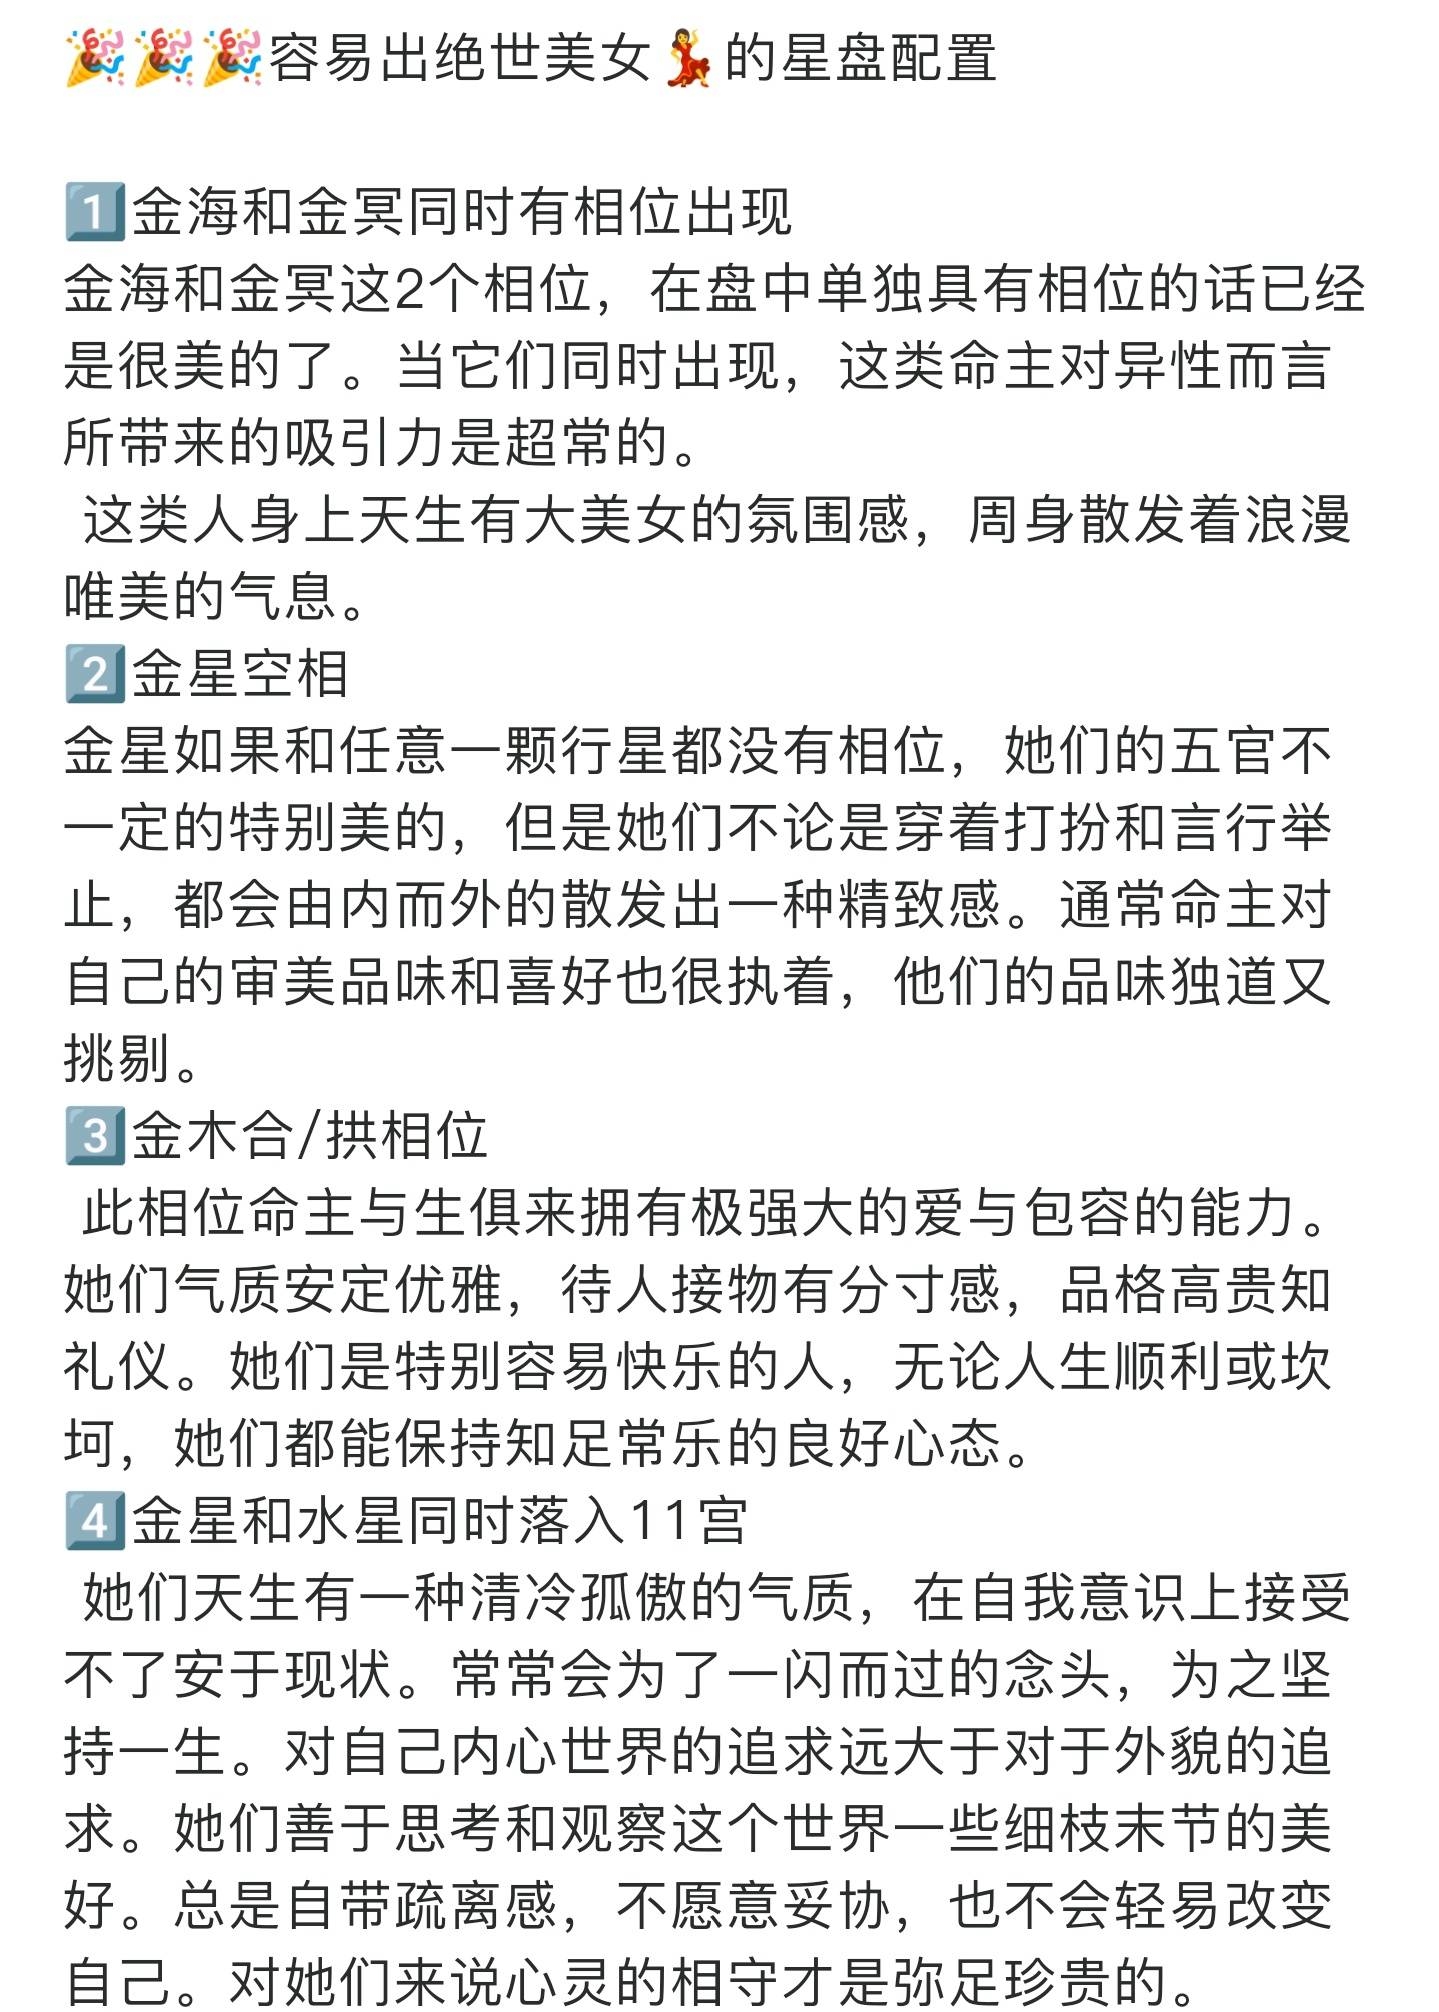 🎉🎉🎉容易出绝世美女💃的星盘配置
1️⃣金海和金冥同时有相位出现
金海和金冥这2个相位，在盘中单独具有相位的话已经
是很美的了。当它们同时出现，这类命主对异性而言
所带来的吸引力是超常的。
这类人身上天生有大美女的氛围感，周身散发着浪漫
唯美的气息。
2️⃣金星空相
金星如果和任意一颗行星都没有相位，她们的五官不
一定的特别美的，但是她们不论是穿着打扮和言行举
止，都会由内而外的散发出一种精致感。通常命主对
自己的审美品味和喜好也很执着，他们的品味独道又
挑剔。
3️⃣金木合/拱相位
此相位命主与生俱来拥有极强大的爱与包容的能力。
她们气质安定优雅，待人接物有分寸感，品格高贵知
礼仪。她们是特别容易快乐的人，无论人生顺利或坎
坷，她们都能保持知足常乐的良好心态。
4️⃣金星和水星同时落入11宫
她们天生有一种清冷孤傲的气质，在自我意识上接受
不了安于现状。常常会为了一闪而过的念头，为之坚
持一生。对自己内心世界的追求远大于对于外貌的追
求。她们善于思考和观察这个世界一些细枝末节的美
好。总是自带疏离感，不愿意妥协，也不会轻易改变
自己。对她们来说心灵的相守才是弥足珍贵的。